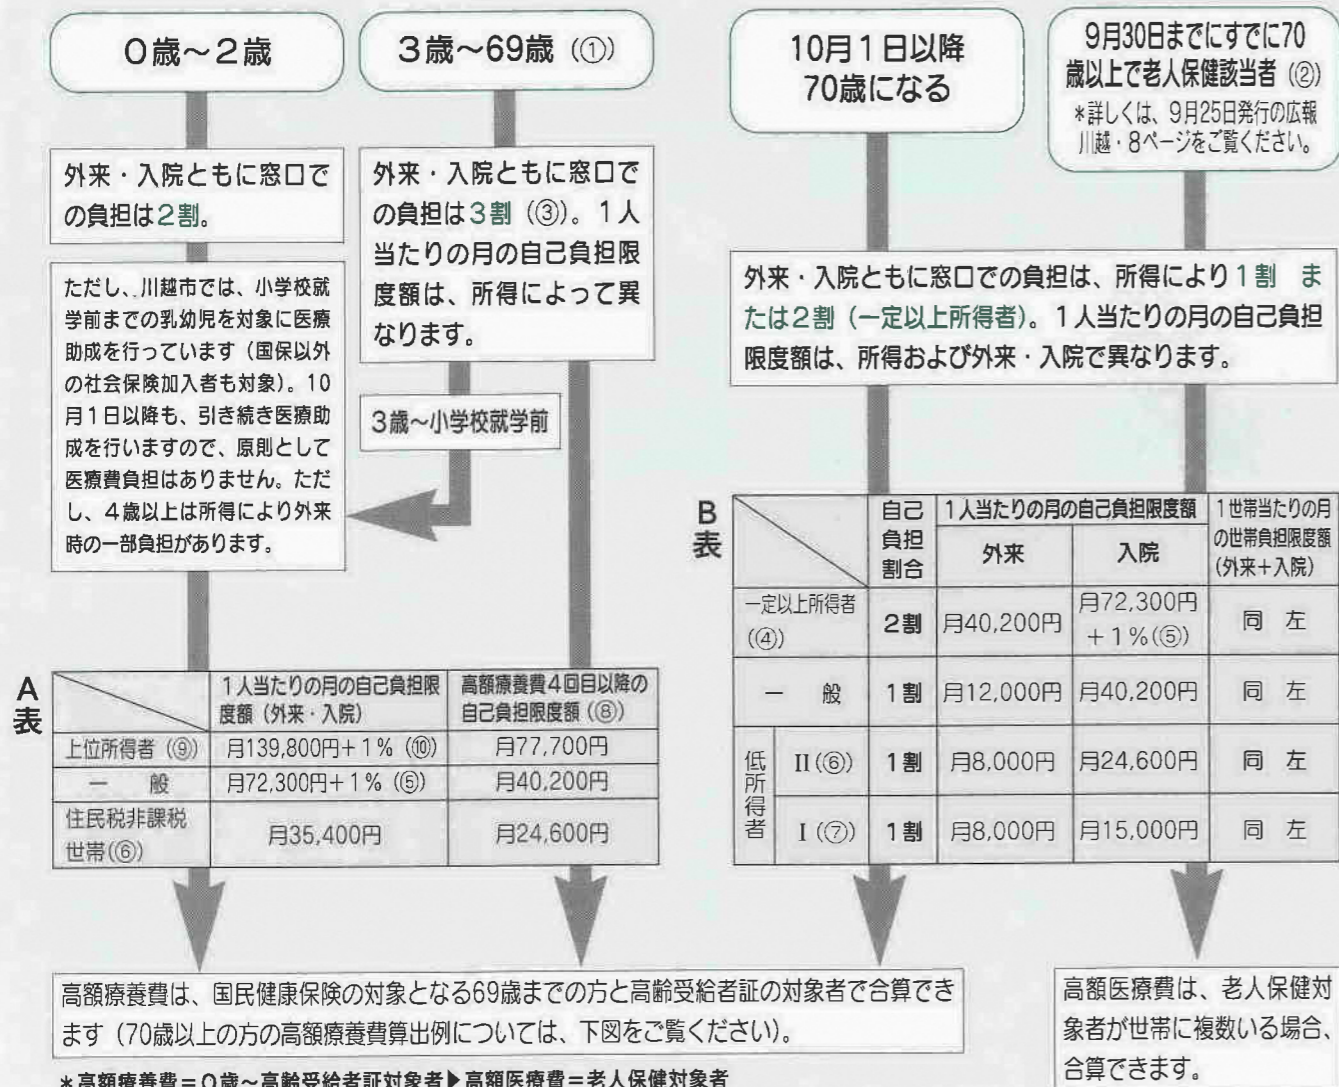 0歳～2歳
外来・入院ともに窓口で
の負担は2割。
ただし、川越市では、小学校就
学前までの乳幼児を対象に医療
助成を行っています（国保以外
の社会保険加入者も対象）。10
月1日以降も、引き続き医療助
成を行いますので、原則として
医療費負担はありません。ただ
し、4歳以上は所得により外来
時の一部負担があります。
3歳～69歳（①）
外来・入院ともに窓口で
の負担は3割（③）。1人
当たりの月の自己負担限
度額は、所得によって異
なります。
3歳～小学校就学前
A表
1人当たりの月の自己負担限
度額（外来・入院）
高額療養費4回目以降の
自己負担限度額（⑧）
上位所得者（⑨） 月139,800円＋1％（⑩） 月77,700円
一 般 月72,300円＋1％（⑤） 月40,200円
住民税非課税
世帯（⑥） 月35,400円 月24,600円
10月1日以降
70歳になる
9月30日までにすでに70
歳以上で老人保健該当者（②）
＊詳しくは、9月25日発行の広報
川越・8ページをご覧ください。
外来・入院ともに窓口での負担は、所得により1割 ま
たは2割（一定以上所得者）。1人当たりの月の自己負担
限度額は、所得および外来・入院で異なります。
B表
自己
負担
割合
1人当たりの月の自己負担限度額
外来 入院
1世帯当たりの月
の世帯負担限度額
（外来＋入院）
一定以上所得者
（④） 2割 月40,200円 月72,300円
＋1％（⑤） 同 左
一 般 1割 月12,000円 月40,200円 同 左
低所得者
II（⑥） 1割 月8,000円 月24,600円 同 左
I（⑦） 1割 月8,000円 月15,000円 同 左
高額療養費は、国民健康保険の対象となる69歳までの方と高齢受給者証の対象者で合算でき
ます（70歳以上の方の高額療養費算出例については、下図をご覧ください）。
高額医療費は、老人保健対
象者が世帯に複数いる場合、
合算できます。
＊高額療養費＝0歳～高齢受給者証対象者▶高額医療費＝老人保健対象者